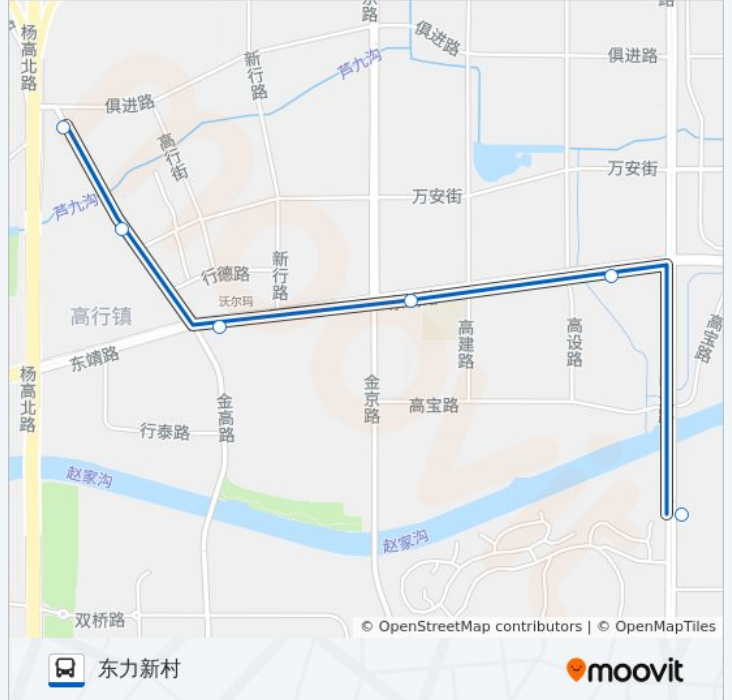 京路
路
杨高北路
新行路
俱进路
俱进路
芦九沟
俱进路
高行街
万安街
万安街
芦九沟
行德路
新行路
沃尔玛
高行镇
高建路
高设路
高宝路
东靖路
杨高北路
金高路
金京路
高宝路
行泰路
赵家沟
赵家沟
双桥路
© OpenStreetMap contributors | © OpenMapTiles
东力新村
moovit